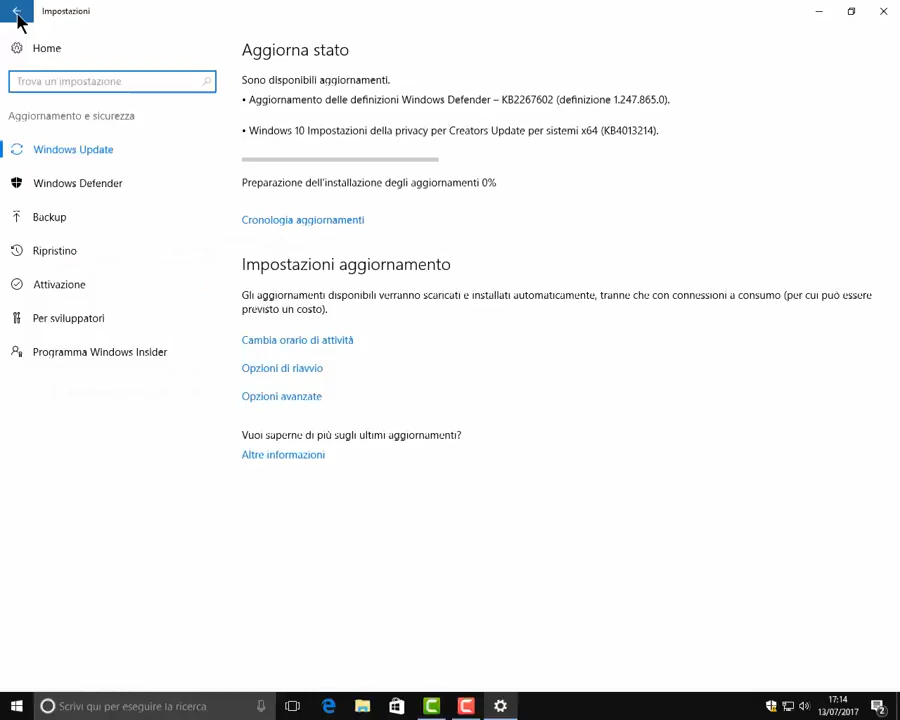 Impostazioni
Home
Trova un'impostazione
Aggiornamento e sicurezza
Windows Update
Windows Defender
Backup
Ripristino
Attivazione
Per sviluppatori
Programma Windows Insider
Aggiorna stato
Sono disponibili aggiornamenti.
• Aggiornamento delle definizioni Windows Defender – KB2267602 (definizione 1.247.865.0).
• Windows 10 Impostazioni della privacy per Creators Update per sistemi x64 (KB4013214).
Preparazione dell'installazione degli aggiornamenti 0%
Cronologia aggiornamenti
Impostazioni aggiornamento
Gli aggiornamenti disponibili verranno scaricati e installati automaticamente, tranne che con connessioni a consumo (per cui può essere
previsto un costo).
Cambia orario di attività
Opzioni di riavvio
Opzioni avanzate
Vuoi saperne di più sugli ultimi aggiornamenti?
Altre informazioni
Scrivi qui per eseguire la ricerca
17:14
13/07/2017
2